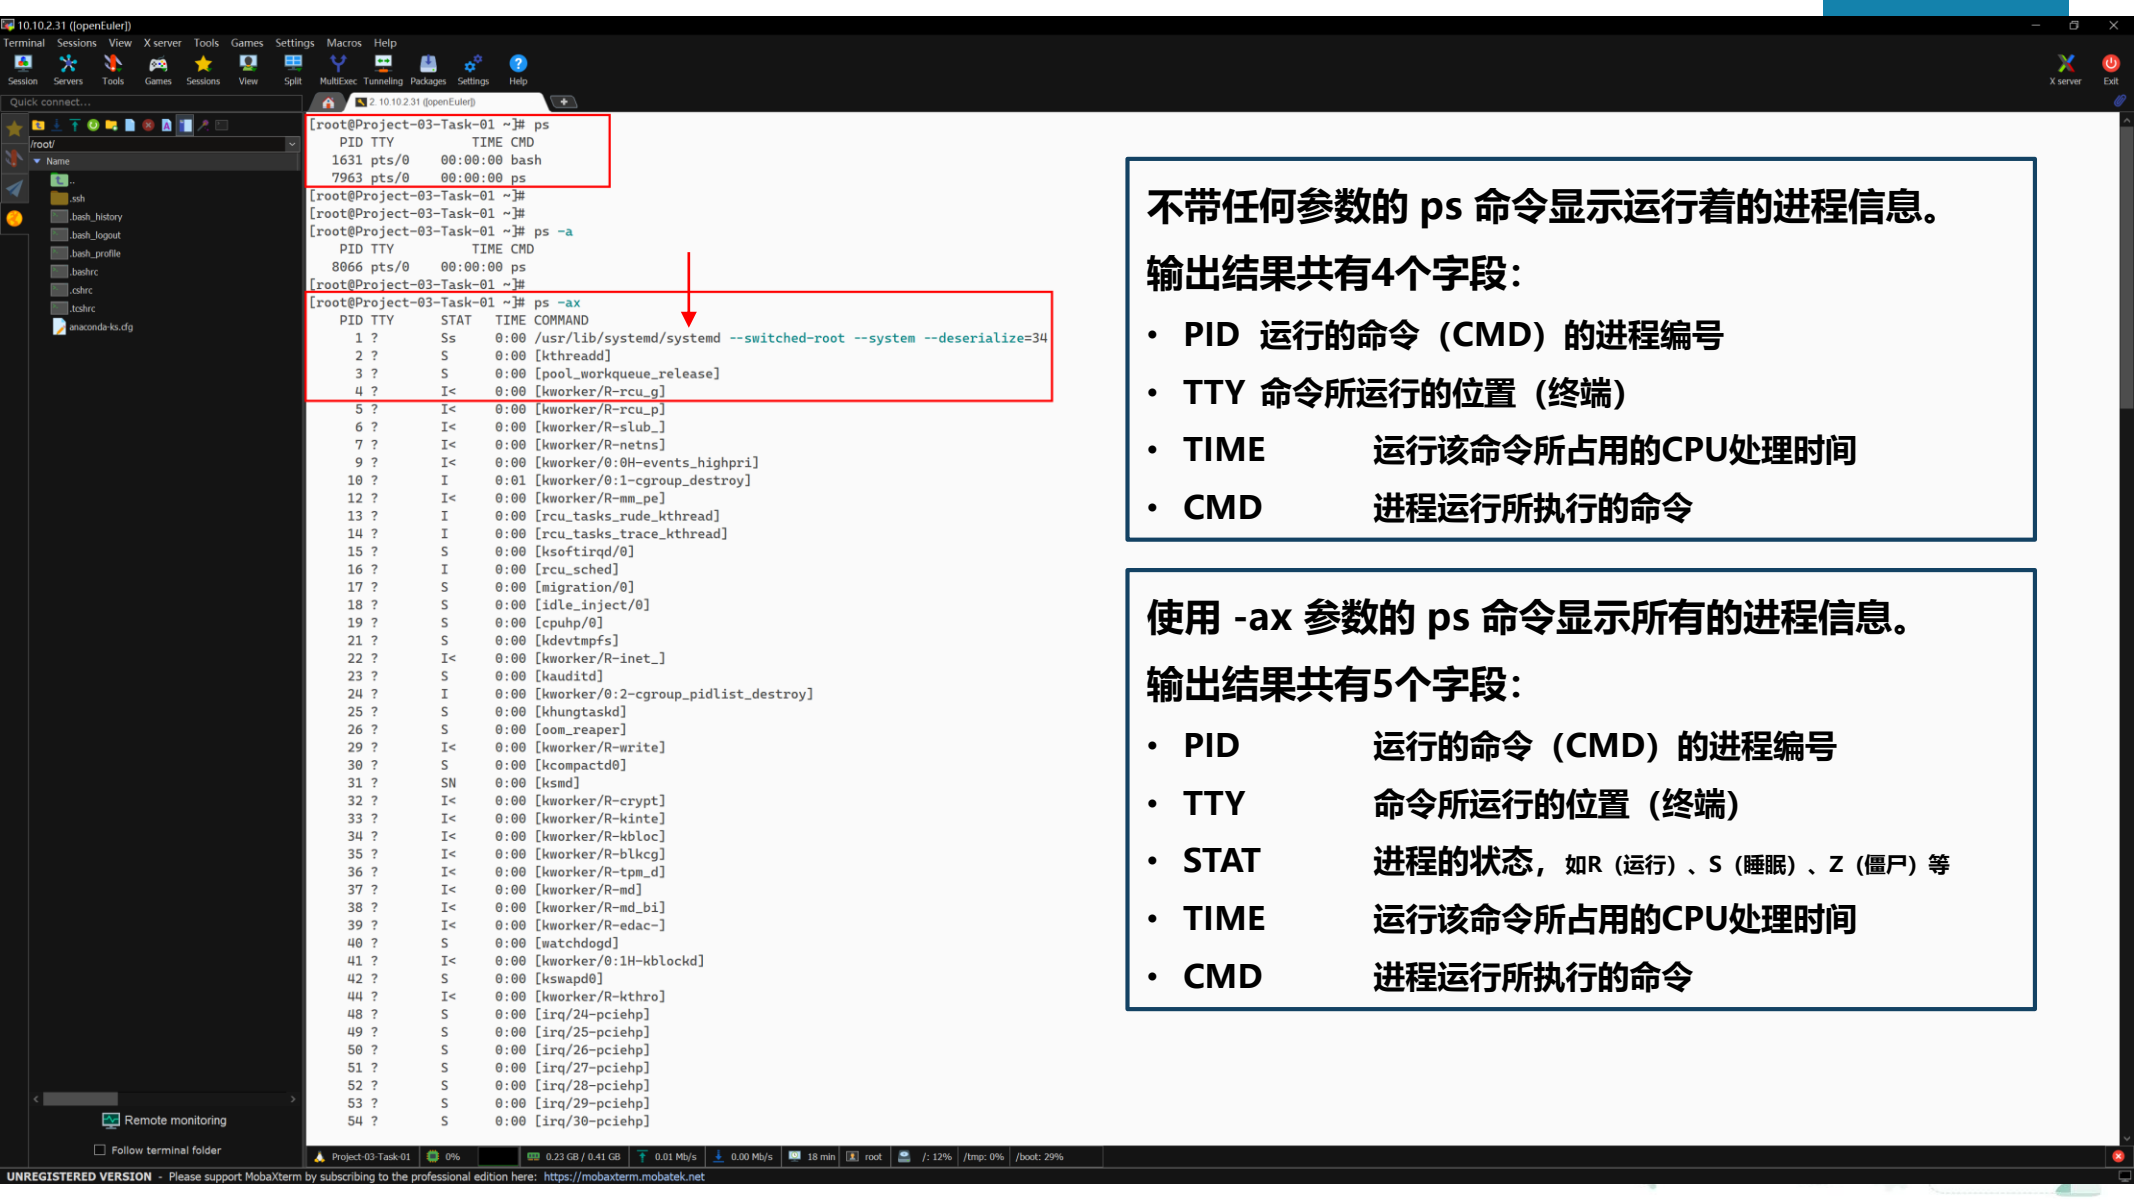 10.10.2.31 ([openEuler])
Terminal Sessions View X server Tools Games Settings Macros Help
Session Servers Tools Games Sessions View Split MultiExec Tunneling Packages Settings Help X server Exit
Quick connect...
2. 10.10.2.31 ([openEuler])
/root/
Name
..
.ssh
.bash_history
.bash_logout
.bash_profile
.bashrc
.cshrc
.tcshrc
anaconda-ks.cfg
Remote monitoring
Follow terminal folder
[root@Project-03-Task-01 ~]# ps
PID TTY TIME CMD
1631 pts/0 00:00:00 bash
7963 pts/0 00:00:00 ps
[root@Project-03-Task-01 ~]#
[root@Project-03-Task-01 ~]#
[root@Project-03-Task-01 ~]# ps -a
PID TTY TIME CMD
8066 pts/0 00:00:00 ps
[root@Project-03-Task-01 ~]#
[root@Project-03-Task-01 ~]# ps -ax
PID TTY STAT TIME COMMAND
1 ? Ss 0:00 /usr/lib/systemd/systemd --switched-root --system --deserialize=34
2 ? S 0:00 [kthreadd]
3 ? S 0:00 [pool_workqueue_release]
4 ? I< 0:00 [kworker/R-rcu_g]
5 ? I< 0:00 [kworker/R-rcu_p]
6 ? I< 0:00 [kworker/R-slub_]
7 ? I< 0:00 [kworker/R-netns]
9 ? I< 0:00 [kworker/0:0H-events_highpri]
10 ? I 0:01 [kworker/0:1-cgroup_destroy]
12 ? I< 0:00 [kworker/R-mm_pe]
13 ? I 0:00 [rcu_tasks_rude_kthread]
14 ? I 0:00 [rcu_tasks_trace_kthread]
15 ? S 0:00 [ksoftirqd/0]
16 ? I 0:00 [rcu_sched]
17 ? S 0:00 [migration/0]
18 ? S 0:00 [idle_inject/0]
19 ? S 0:00 [cpuhp/0]
21 ? S 0:00 [kdevtmpfs]
22 ? I< 0:00 [kworker/R-inet_]
23 ? S 0:00 [kauditd]
24 ? I 0:00 [kworker/0:2-cgroup_pidlist_destroy]
25 ? S 0:00 [khungtaskd]
26 ? S 0:00 [oom_reaper]
29 ? I< 0:00 [kworker/R-write]
30 ? S 0:00 [kcompactd0]
31 ? SN 0:00 [ksmd]
32 ? I< 0:00 [kworker/R-crypt]
33 ? I< 0:00 [kworker/R-kinte]
34 ? I< 0:00 [kworker/R-kbloc]
35 ? I< 0:00 [kworker/R-blkcg]
36 ? I< 0:00 [kworker/R-tpm_d]
37 ? I< 0:00 [kworker/R-md]
38 ? I< 0:00 [kworker/R-md_bi]
39 ? I< 0:00 [kworker/R-edac-]
40 ? S 0:00 [watchdogd]
41 ? I< 0:00 [kworker/0:1H-kblockd]
42 ? S 0:00 [kswapd0]
44 ? I< 0:00 [kworker/R-kthro]
48 ? S 0:00 [irq/24-pciehp]
49 ? S 0:00 [irq/25-pciehp]
50 ? S 0:00 [irq/26-pciehp]
51 ? S 0:00 [irq/27-pciehp]
52 ? S 0:00 [irq/28-pciehp]
53 ? S 0:00 [irq/29-pciehp]
54 ? S 0:00 [irq/30-pciehp]
不带任何参数的 ps 命令显示运行着的进程信息。
输出结果共有4个字段：
• PID 运行的命令（CMD）的进程编号
• TTY 命令所运行的位置（终端）
• TIME 运行该命令所占用的CPU处理时间
• CMD 进程运行所执行的命令
使用 -ax 参数的 ps 命令显示所有的进程信息。
输出结果共有5个字段：
• PID 运行的命令（CMD）的进程编号
• TTY 命令所运行的位置（终端）
• STAT 进程的状态，如R（运行）、S（睡眠）、Z（僵尸）等
• TIME 运行该命令所占用的CPU处理时间
• CMD 进程运行所执行的命令
Project-03-Task-01 0% 0.23 GB / 0.41 GB 0.01 Mb/s 0.00 Mb/s 18 min root /: 12% /tmp: 0% /boot: 29%
UNREGISTERED VERSION - Please support MobaXterm by subscribing to the professional edition here: https://mobaxterm.mobatek.net